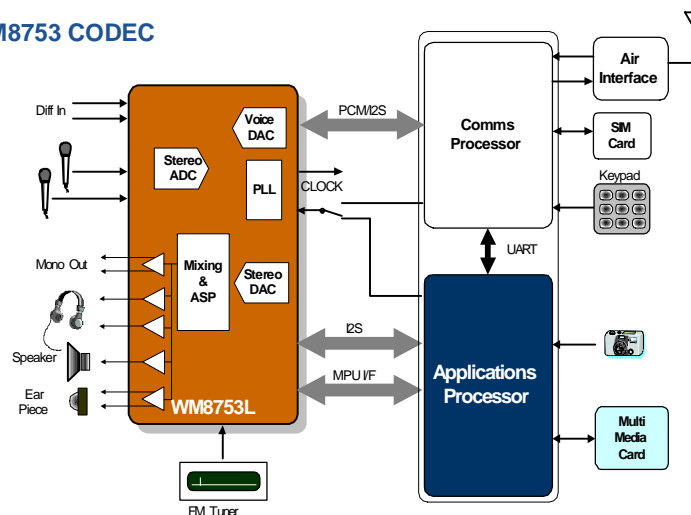 M8753 CODEC
Diff In
Voice
DAC
Stereo
ADC
PLL
CLOCK
PCM/I2S
Comms
Processor
Air
Interface
SIM
Card
Keypad
UART
Mono Out
Mixing
&
ASP
Stereo
DAC
Speaker
Ear
Piece
WM8753L
I2S
MPU I/F
Applications
Processor
Multi
Media
Card
FM Tuner